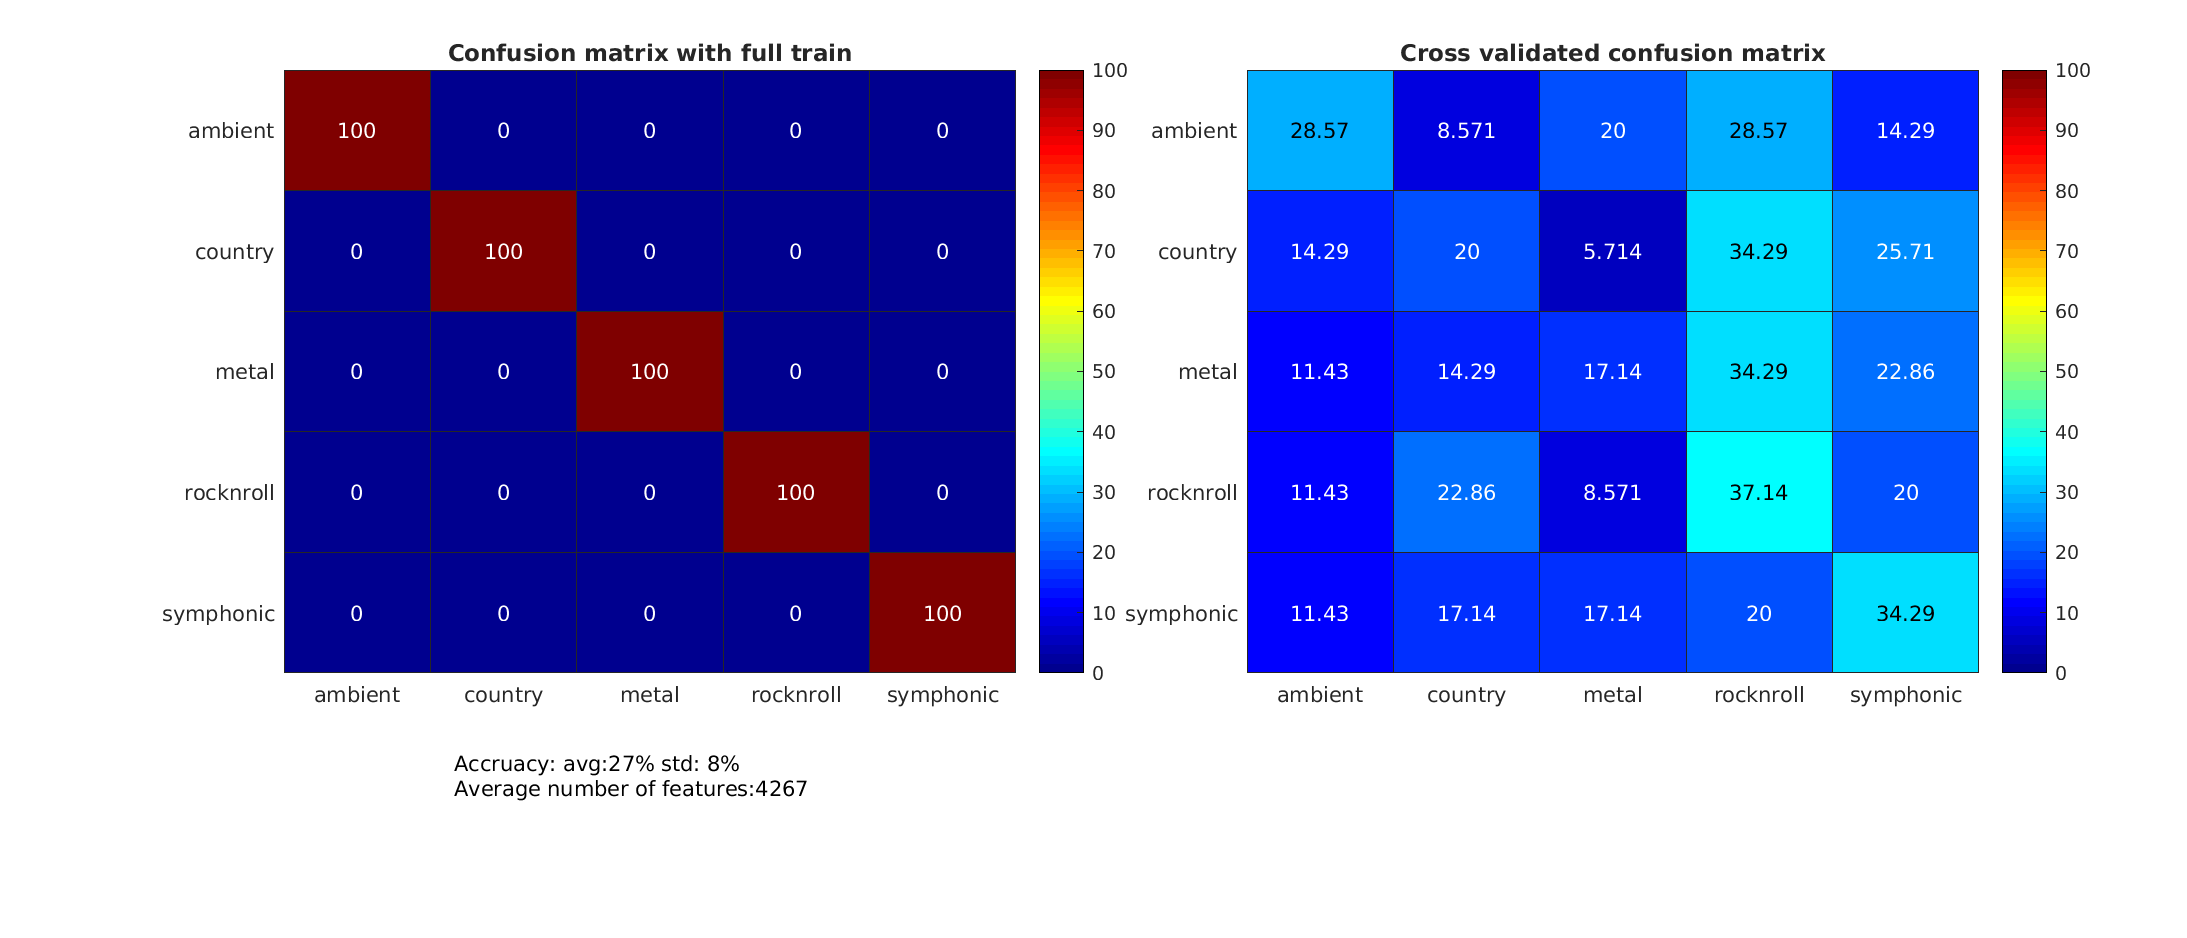 Confusion matrix with full train
ambient 100 0 0 0 0
country 0 100 0 0 0
metal 0 0 100 0 0
rocknroll 0 0 0 100 0
symphonic 0 0 0 0 100
ambient country metal rocknroll symphonic
100
90
80
70
60
50
40
30
20
10
0
Cross validated confusion matrix
ambient 28.57 8.571 20 28.57 14.29
country 14.29 20 5.714 34.29 25.71
metal 11.43 14.29 17.14 34.29 22.86
rocknroll 11.43 22.86 8.571 37.14 20
symphonic 11.43 17.14 17.14 20 34.29
ambient country metal rocknroll symphonic
100
90
80
70
60
50
40
30
20
10
0
Accruacy: avg:27% std: 8%
Average number of features:4267